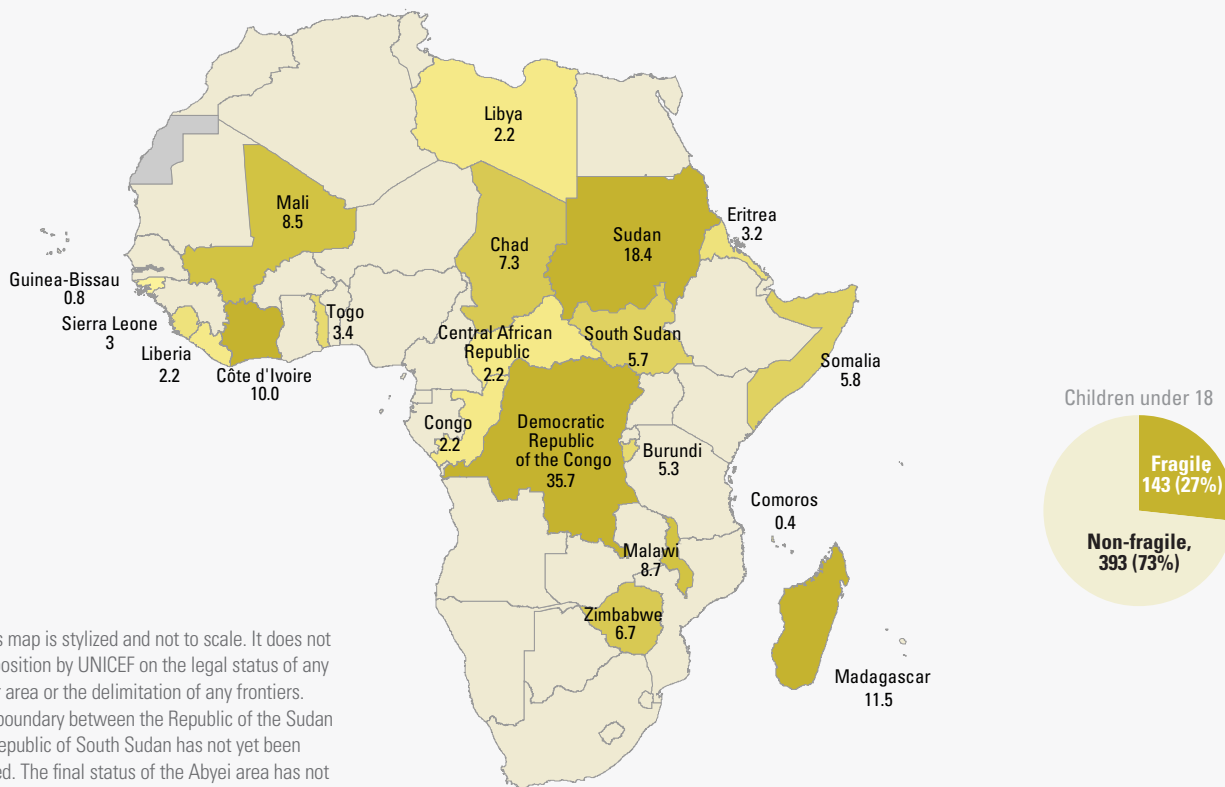 Libya
2.2
Mali
8.5
Chad
7.3
Sudan
18.4
Eritrea
3.2
Guinea-Bissau
0.8
Sierra Leone
3
Liberia
2.2
Côte d'Ivoire
10.0
Togo
3.4
Central African
Republic
2.2
South Sudan
5.7
Somalia
5.8
Congo
2.2
Democratic
Republic
of the Congo
35.7
Burundi
5.3
Comoros
0.4
Malawi
8.7
Zimbabwe
6.7
Madagascar
11.5
Children under 18
Fragile
143 (27%)
Non-fragile,
393 (73%)
map is stylized and not to scale. It does not
position by UNICEF on the legal status of any
area or the delimitation of any frontiers.
boundary between the Republic of the Sudan
Republic of South Sudan has not yet been
The final status of the Abyei area has not